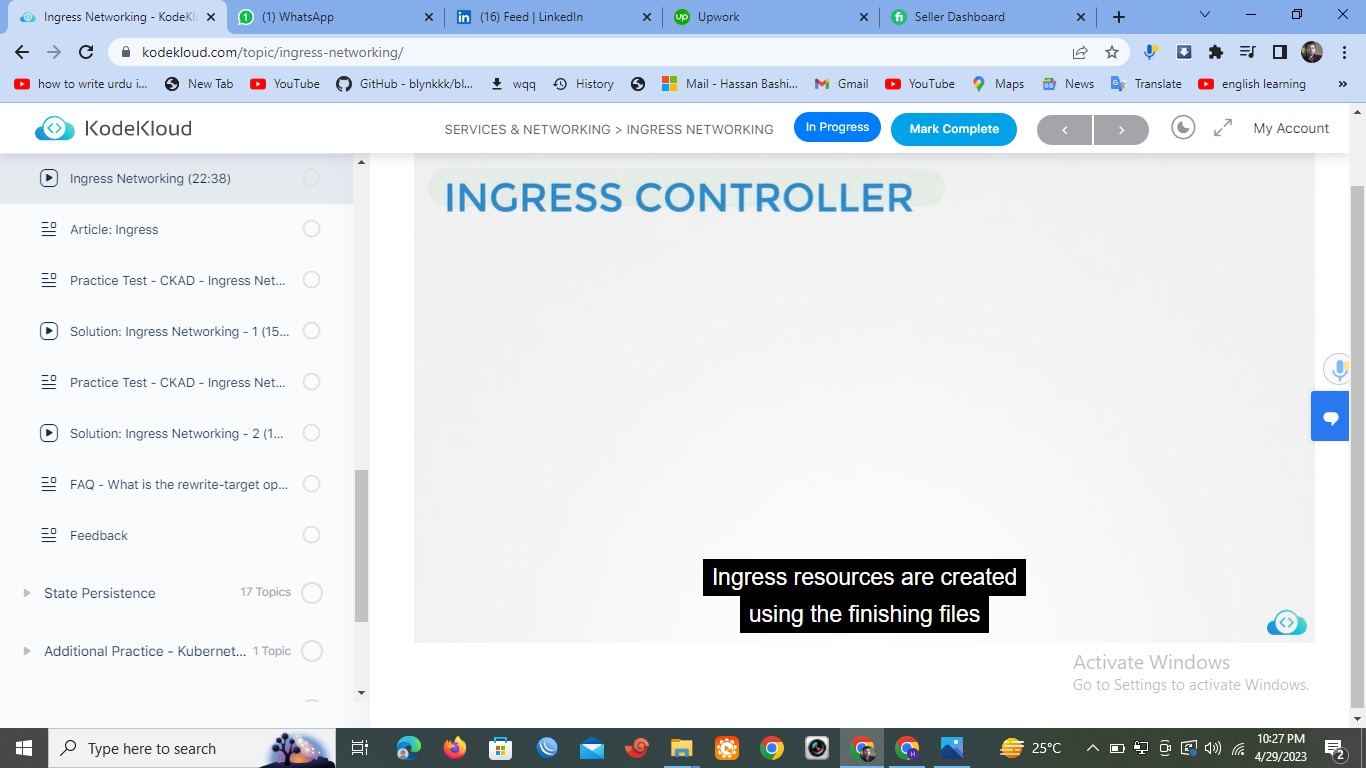 Ingress Networking - KodeKl
(1) WhatsApp
(16) Feed | LinkedIn
Upwork
Seller Dashboard
kodekloud.com/topic/ingress-networking/
how to write urdu i...
New Tab
YouTube
GitHub - blynkkk/bl...
wqq
History
Mail - Hassan Bashi...
Gmail
YouTube
Maps
News
Translate
english learning
»
KodeKloud
SERVICES & NETWORKING > INGRESS NETWORKING
In Progress
Mark Complete
<
>
My Account
Ingress Networking (22:38)
Article: Ingress
Practice Test - CKAD - Ingress Net...
Solution: Ingress Networking - 1 (15...
Practice Test - CKAD - Ingress Net...
Solution: Ingress Networking - 2 (1...
FAQ - What is the rewrite-target op...
Feedback
State Persistence
17 Topics
Additional Practice - Kubernet...
1 Topic
INGRESS CONTROLLER
Ingress resources are created
using the finishing files
Activate Windows
Go to Settings to activate Windows.
Type here to search
25°C
10:27 PM
4/29/2023
2